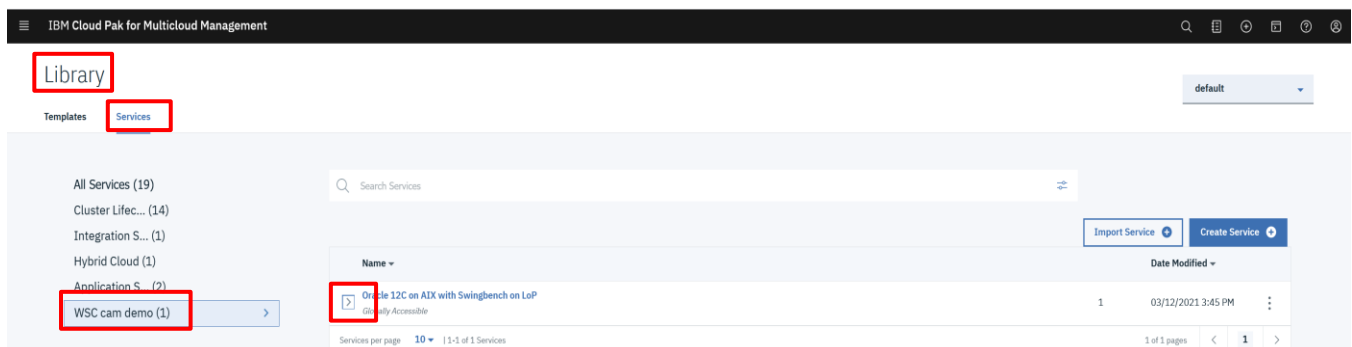 IBM Cloud Pak for Multicloud Management
Library
default
Templates Services
All Services (19)
Cluster Lifec... (14)
Integration S... (1)
Hybrid Cloud (1)
Application S... (2)
WSC cam demo (1)
Search Services
Import Service Create Service
Name Date Modified
Oracle 12C on AIX with Swingbench on LoP 1 03/12/2021 3:45 PM
Globally Accessible
Services per page 10 | 1-1 of 1 Services 1 of 1 pages 1